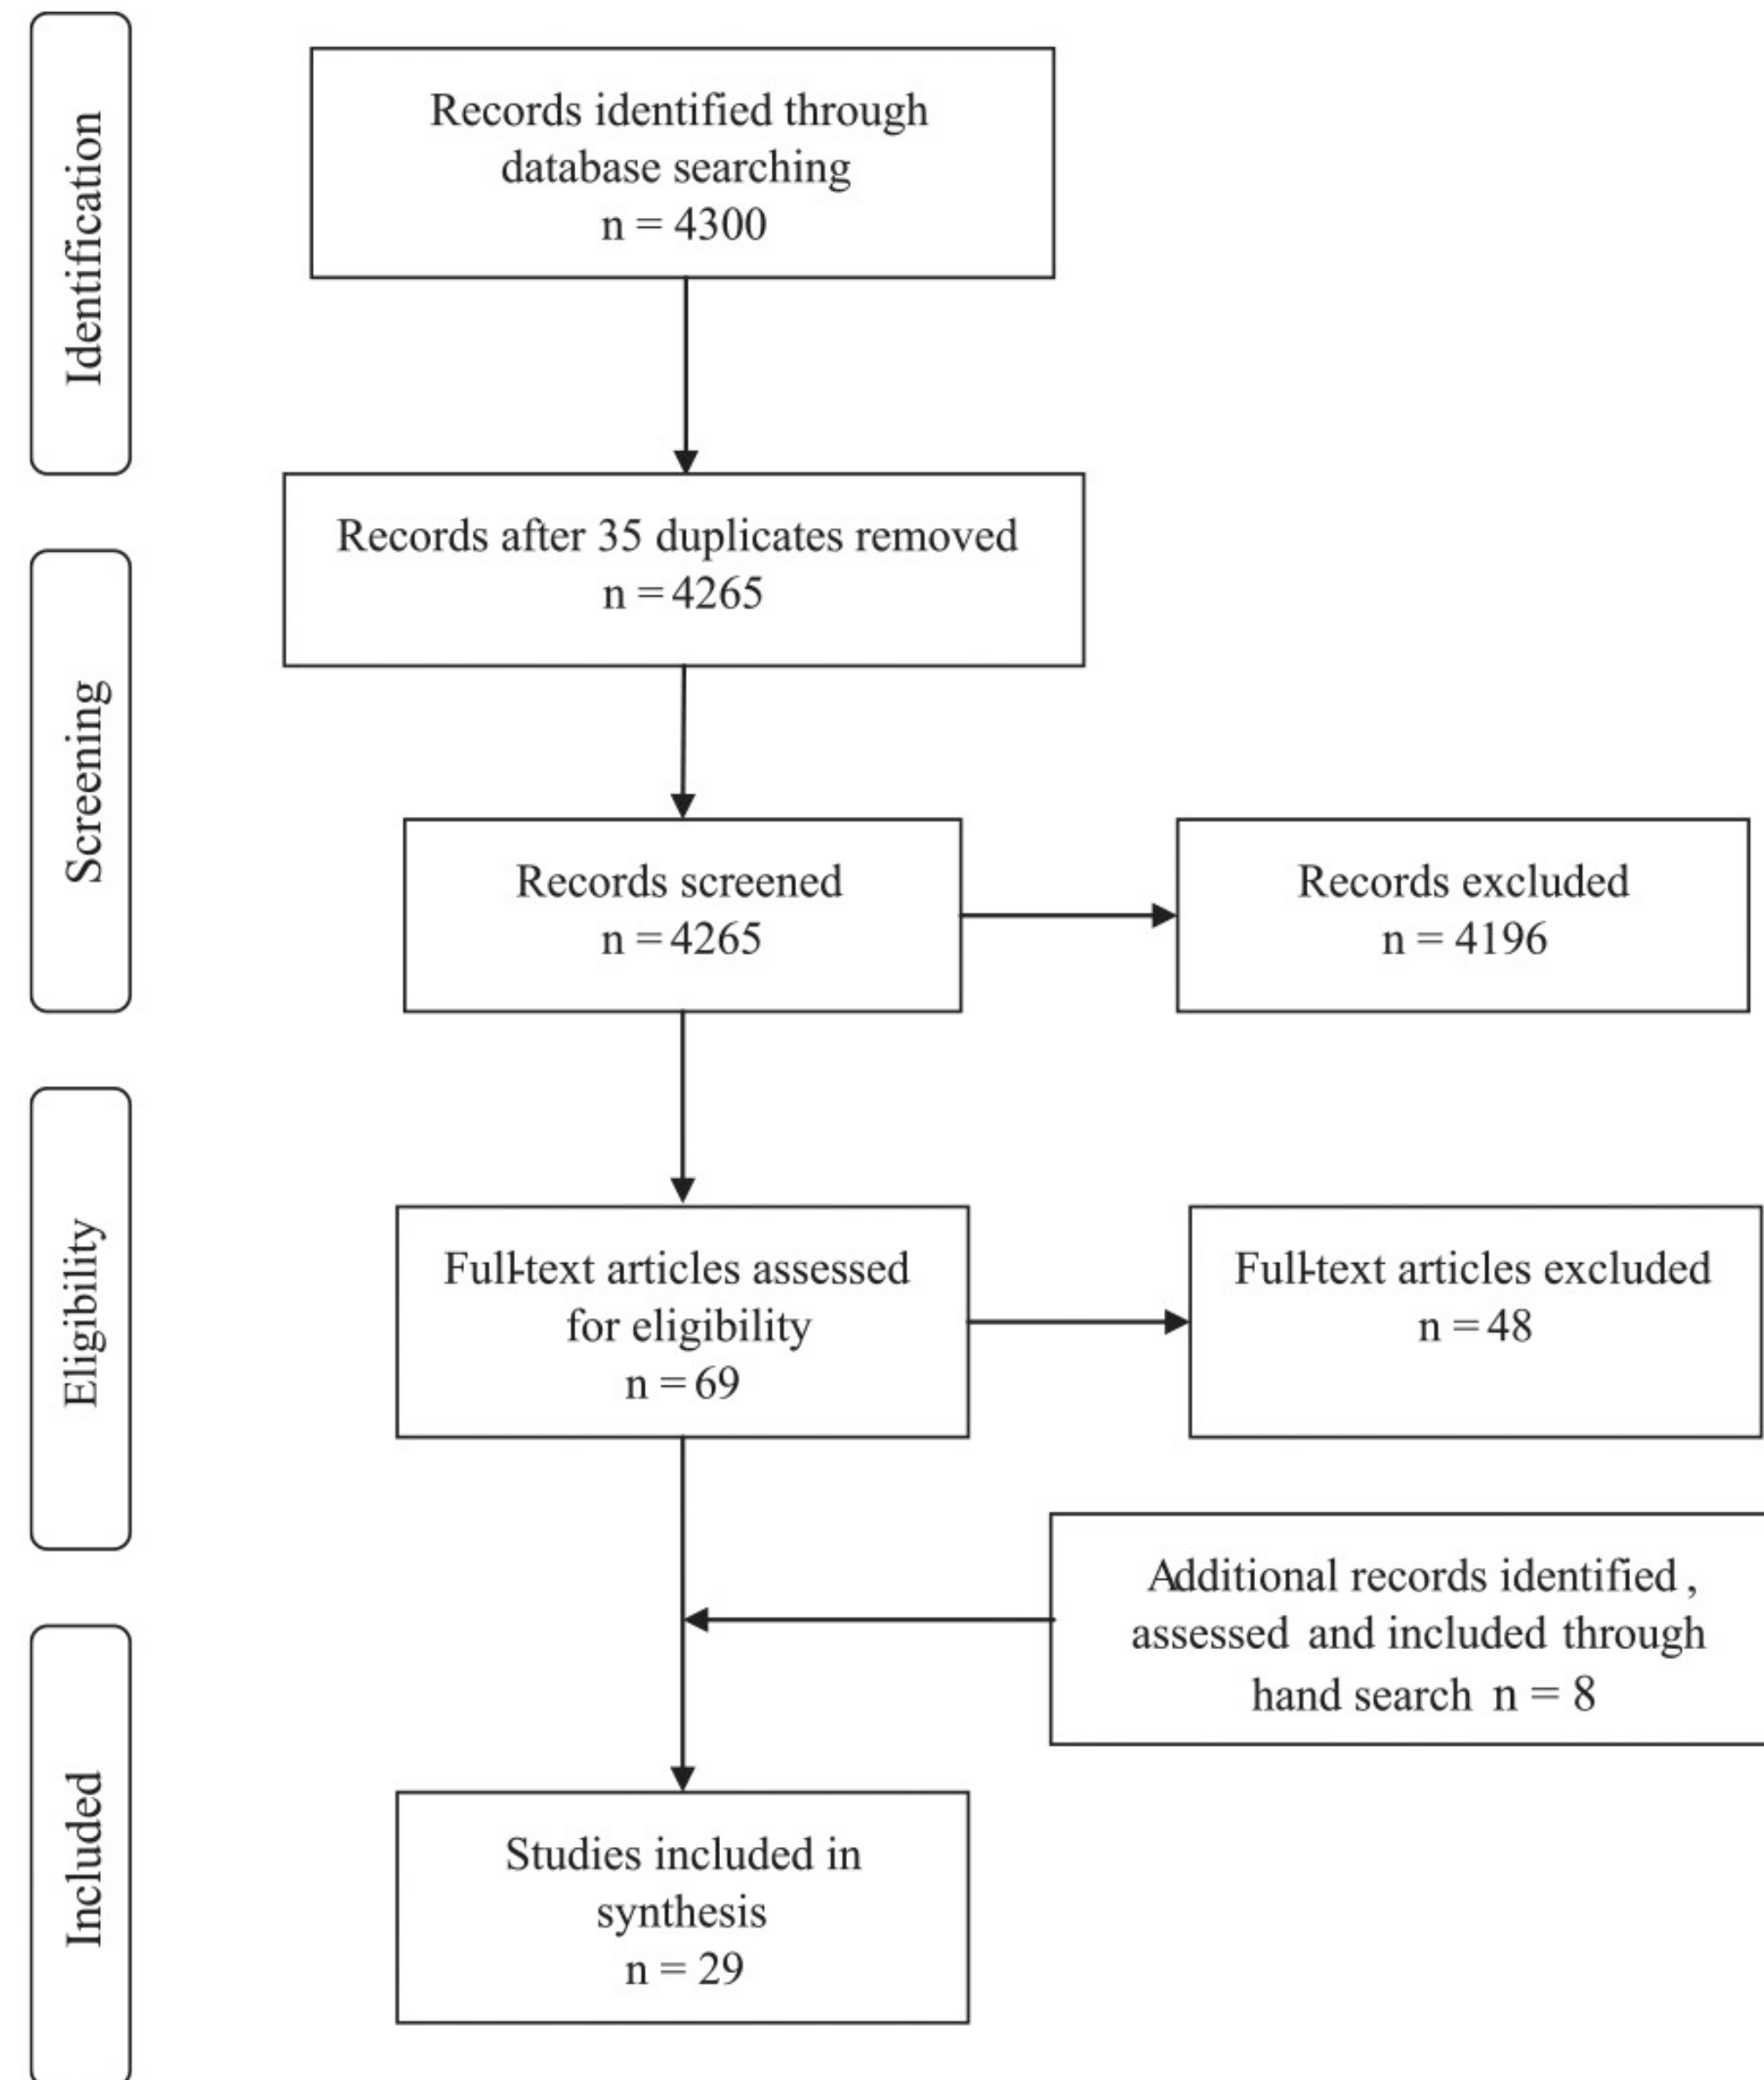 Identification
Records identified through
database searching
n = 4300
Records after 35 duplicates removed
n = 4265
Screening
Records screened
n = 4265
Records excluded
n = 4196
Eligibility
Full-text articles assessed
for eligibility
n = 69
Full-text articles excluded
n = 48
Additional records identified ,
assessed and included through
hand search n = 8
Included
Studies included in
synthesis
n = 29